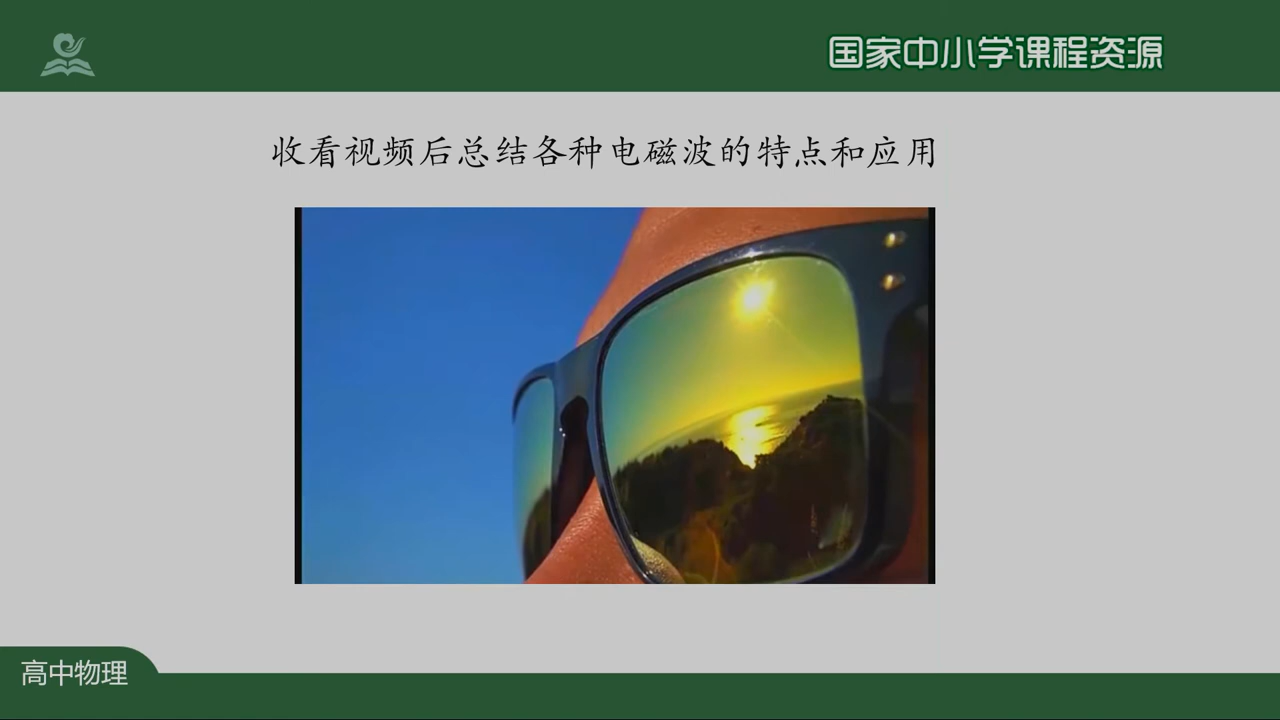 国家中小学课程资源
收看视频后总结各种电磁波的特点和应用
高中物理